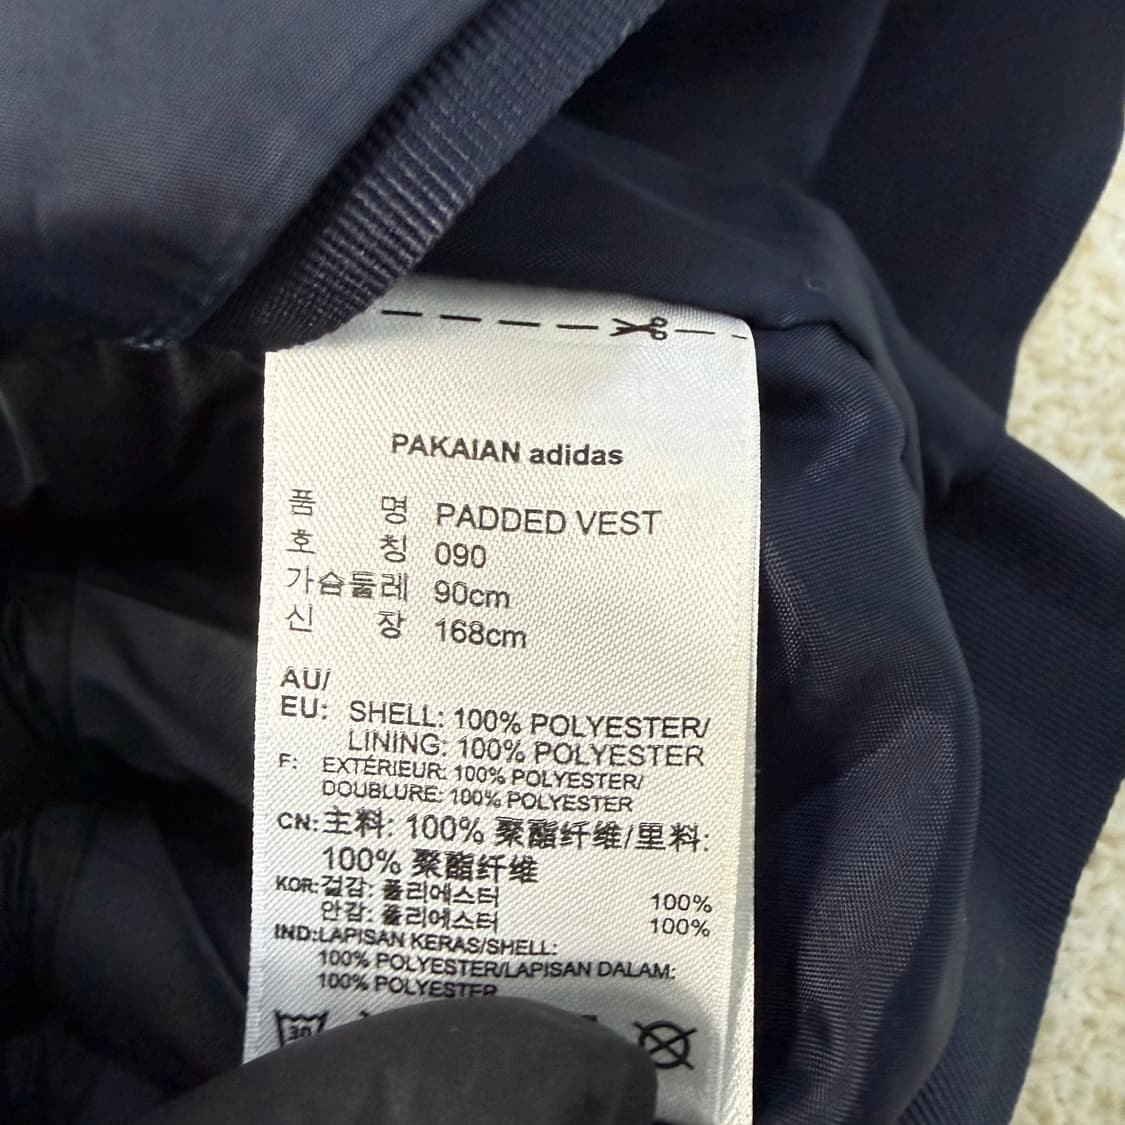 PAKAIAN adidas
품 명 PADDED VEST
호 칭 090
가슴둘레 90cm
신 장 168cm
AU/
EU: SHELL: 100% POLYESTER/
LINING: 100% POLYESTER
F: EXTÉRIEUR: 100% POLYESTER/
DOUBLURE: 100% POLYESTER
CN:主料: 100% 聚酯纤维/里料:
100% 聚酯纤维
KOR:겉감: 폴리에스터 100%
안감: 폴리에스터 100%
IND:LAPISAN KERAS/SHELL:
100% POLYESTER/LAPISAN DALAM:
100% POLYESTER
30